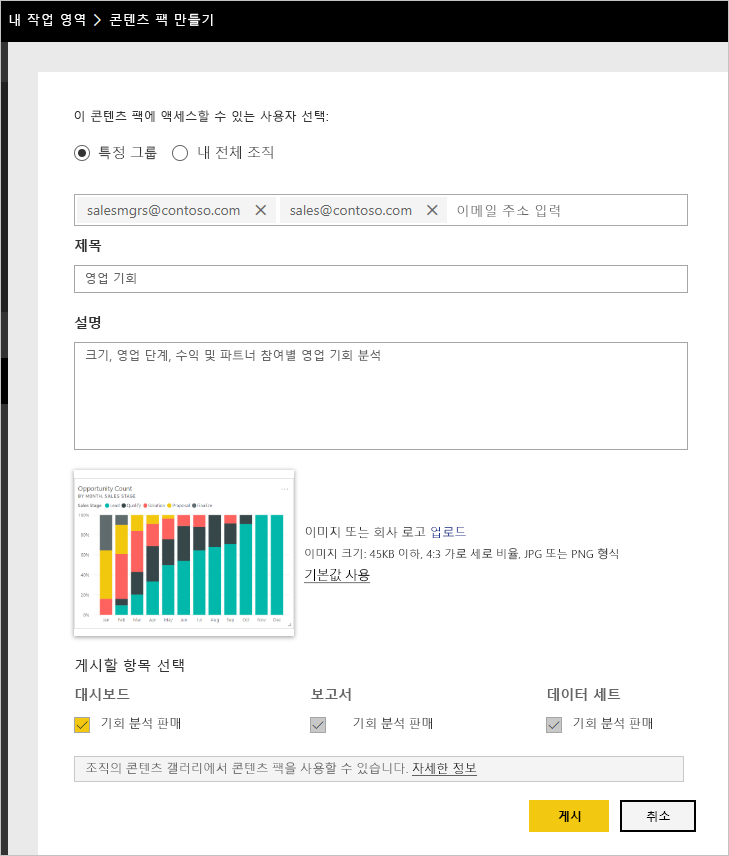 내 작업 영역 > 콘텐츠 팩 만들기
이 콘텐츠 팩에 액세스할 수 있는 사용자 선택:
특정 그룹 내 전체 조직
salesmgrs@contoso.com sales@contoso.com 이메일 주소 입력
제목
영업 기회
설명
크기, 영업 단계, 수익 및 파트너 참여별 영업 기회 분석
Opportunity Count
BY MONTH, SALES STAGE
Sales Stage Lead Qualify Solution Proposal Finalize
100%
80%
60%
40%
20%
0%
Jan Feb Mar Apr May Jun Jul Aug Sep Oct Nov Dec
이미지 또는 회사 로고 업로드
이미지 크기: 45KB 이하, 4:3 가로 세로 비율, JPG 또는 PNG 형식
기본값 사용
게시할 항목 선택
대시보드 보고서 데이터 세트
기회 분석 판매 기회 분석 판매 기회 분석 판매
조직의 콘텐츠 갤러리에서 콘텐츠 팩을 사용할 수 있습니다. 자세한 정보
게시 취소